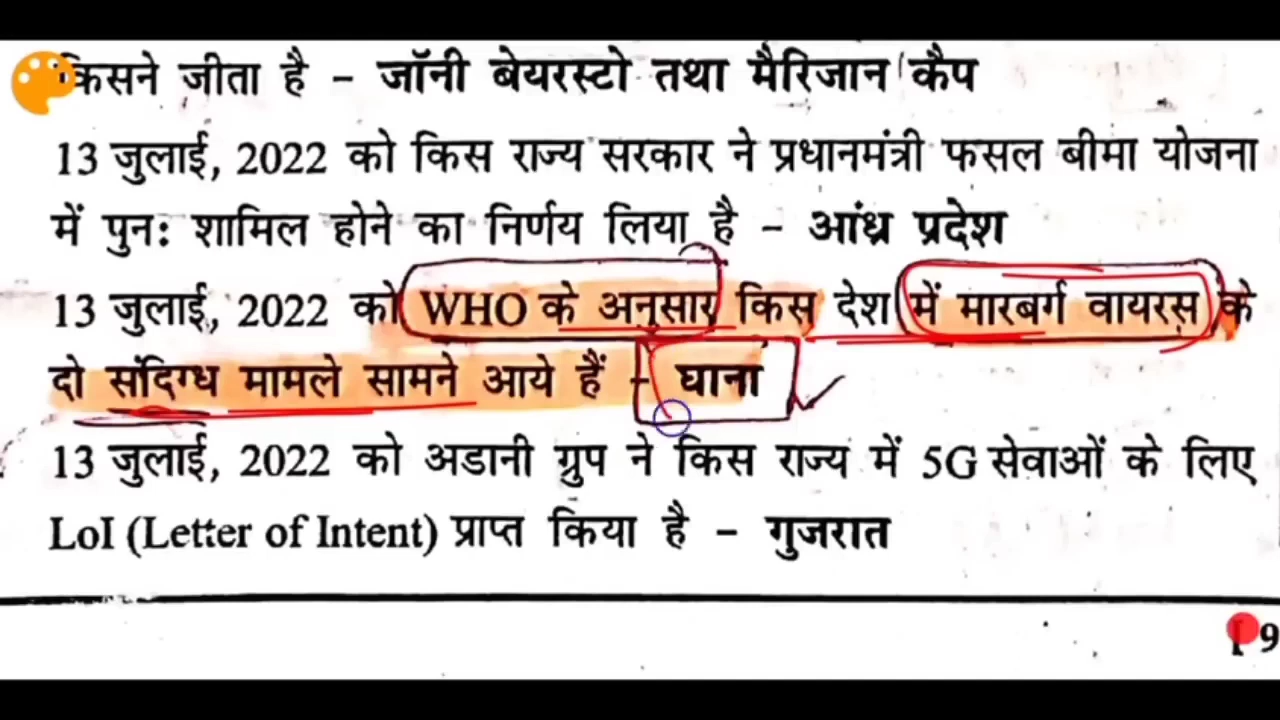 किसने जीता है - जॉनी बेयरस्टो तथा मैरिजान कैप
13 जुलाई, 2022 को किस राज्य सरकार ने प्रधानमंत्री फसल बीमा योजना
में पुनः शामिल होने का निर्णय लिया है - आंध्र प्रदेश
13 जुलाई, 2022 को WHO के अनुसार किस देश में मारबर्ग वायरस के
दो संदिग्ध मामले सामने आये हैं - घाना
13 जुलाई, 2022 को अडानी ग्रुप ने किस राज्य में 5G सेवाओं के लिए
LoI (Letter of Intent) प्राप्त किया है - गुजरात
[ 9